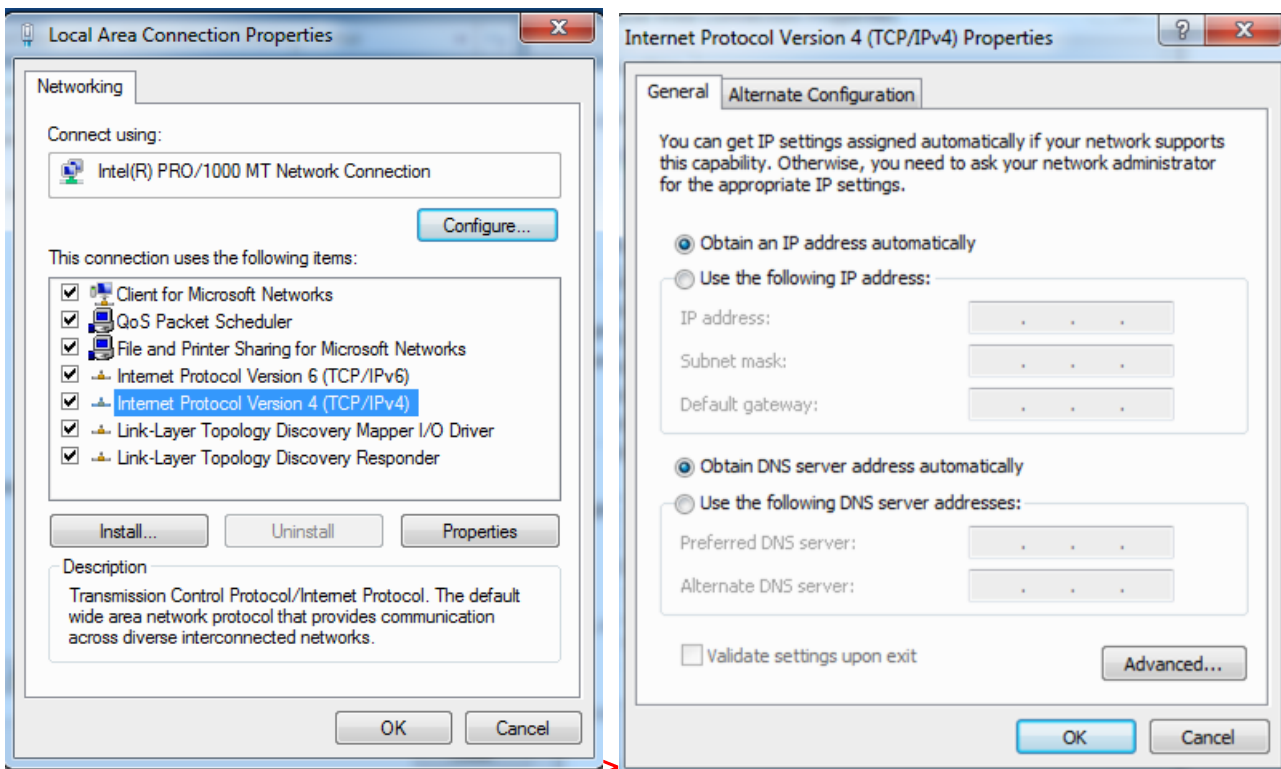 Local Area Connection Properties
Networking
Connect using:
Intel(R) PRO/1000 MT Network Connection
Configure...
This connection uses the following items:
Client for Microsoft Networks
QoS Packet Scheduler
File and Printer Sharing for Microsoft Networks
Internet Protocol Version 6 (TCP/IPv6)
Internet Protocol Version 4 (TCP/IPv4)
Link-Layer Topology Discovery Mapper I/O Driver
Link-Layer Topology Discovery Responder
Install...
Uninstall
Properties
Description
Transmission Control Protocol/Internet Protocol. The default
wide area network protocol that provides communication
across diverse interconnected networks.
OK
Cancel
Internet Protocol Version 4 (TCP/IPv4) Properties
General
Alternate Configuration
You can get IP settings assigned automatically if your network supports
this capability. Otherwise, you need to ask your network administrator
for the appropriate IP settings.
Obtain an IP address automatically
Use the following IP address:
IP address:
Subnet mask:
Default gateway:
Obtain DNS server address automatically
Use the following DNS server addresses:
Preferred DNS server:
Alternate DNS server:
Validate settings upon exit
Advanced...
OK
Cancel